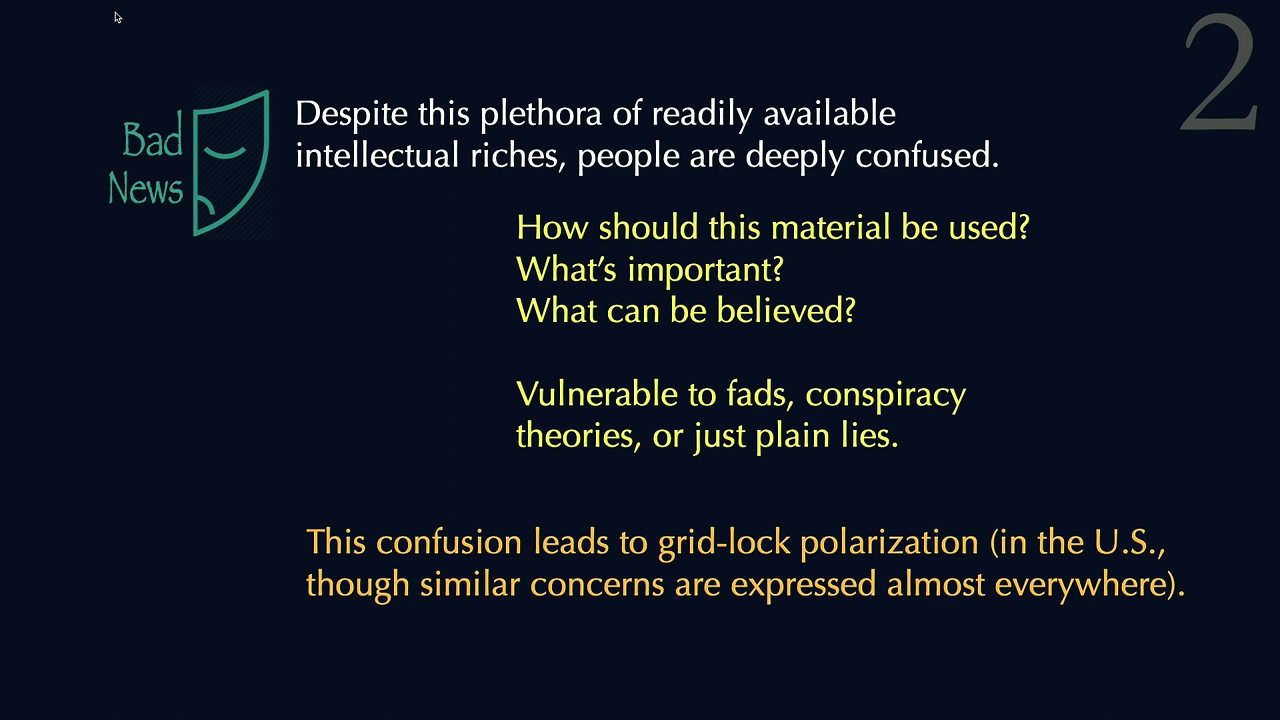 2
Bad
News
Despite this plethora of readily available
intellectual riches, people are deeply confused.
How should this material be used?
What's important?
What can be believed?
Vulnerable to fads, conspiracy
theories, or just plain lies.
This confusion leads to grid-lock polarization (in the U.S.,
though similar concerns are expressed almost everywhere).